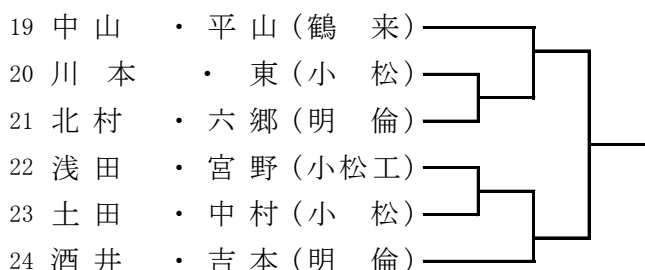 19 中山 ・ 平山(鶴 来)
20 川 本 ・ 東(小 松)
21 北村 ・ 六郷(明 倫)
22 浅田 ・ 宮野(小松工)
23 土田 ・ 中村(小 松)
24 酒井 ・ 吉本(明 倫)